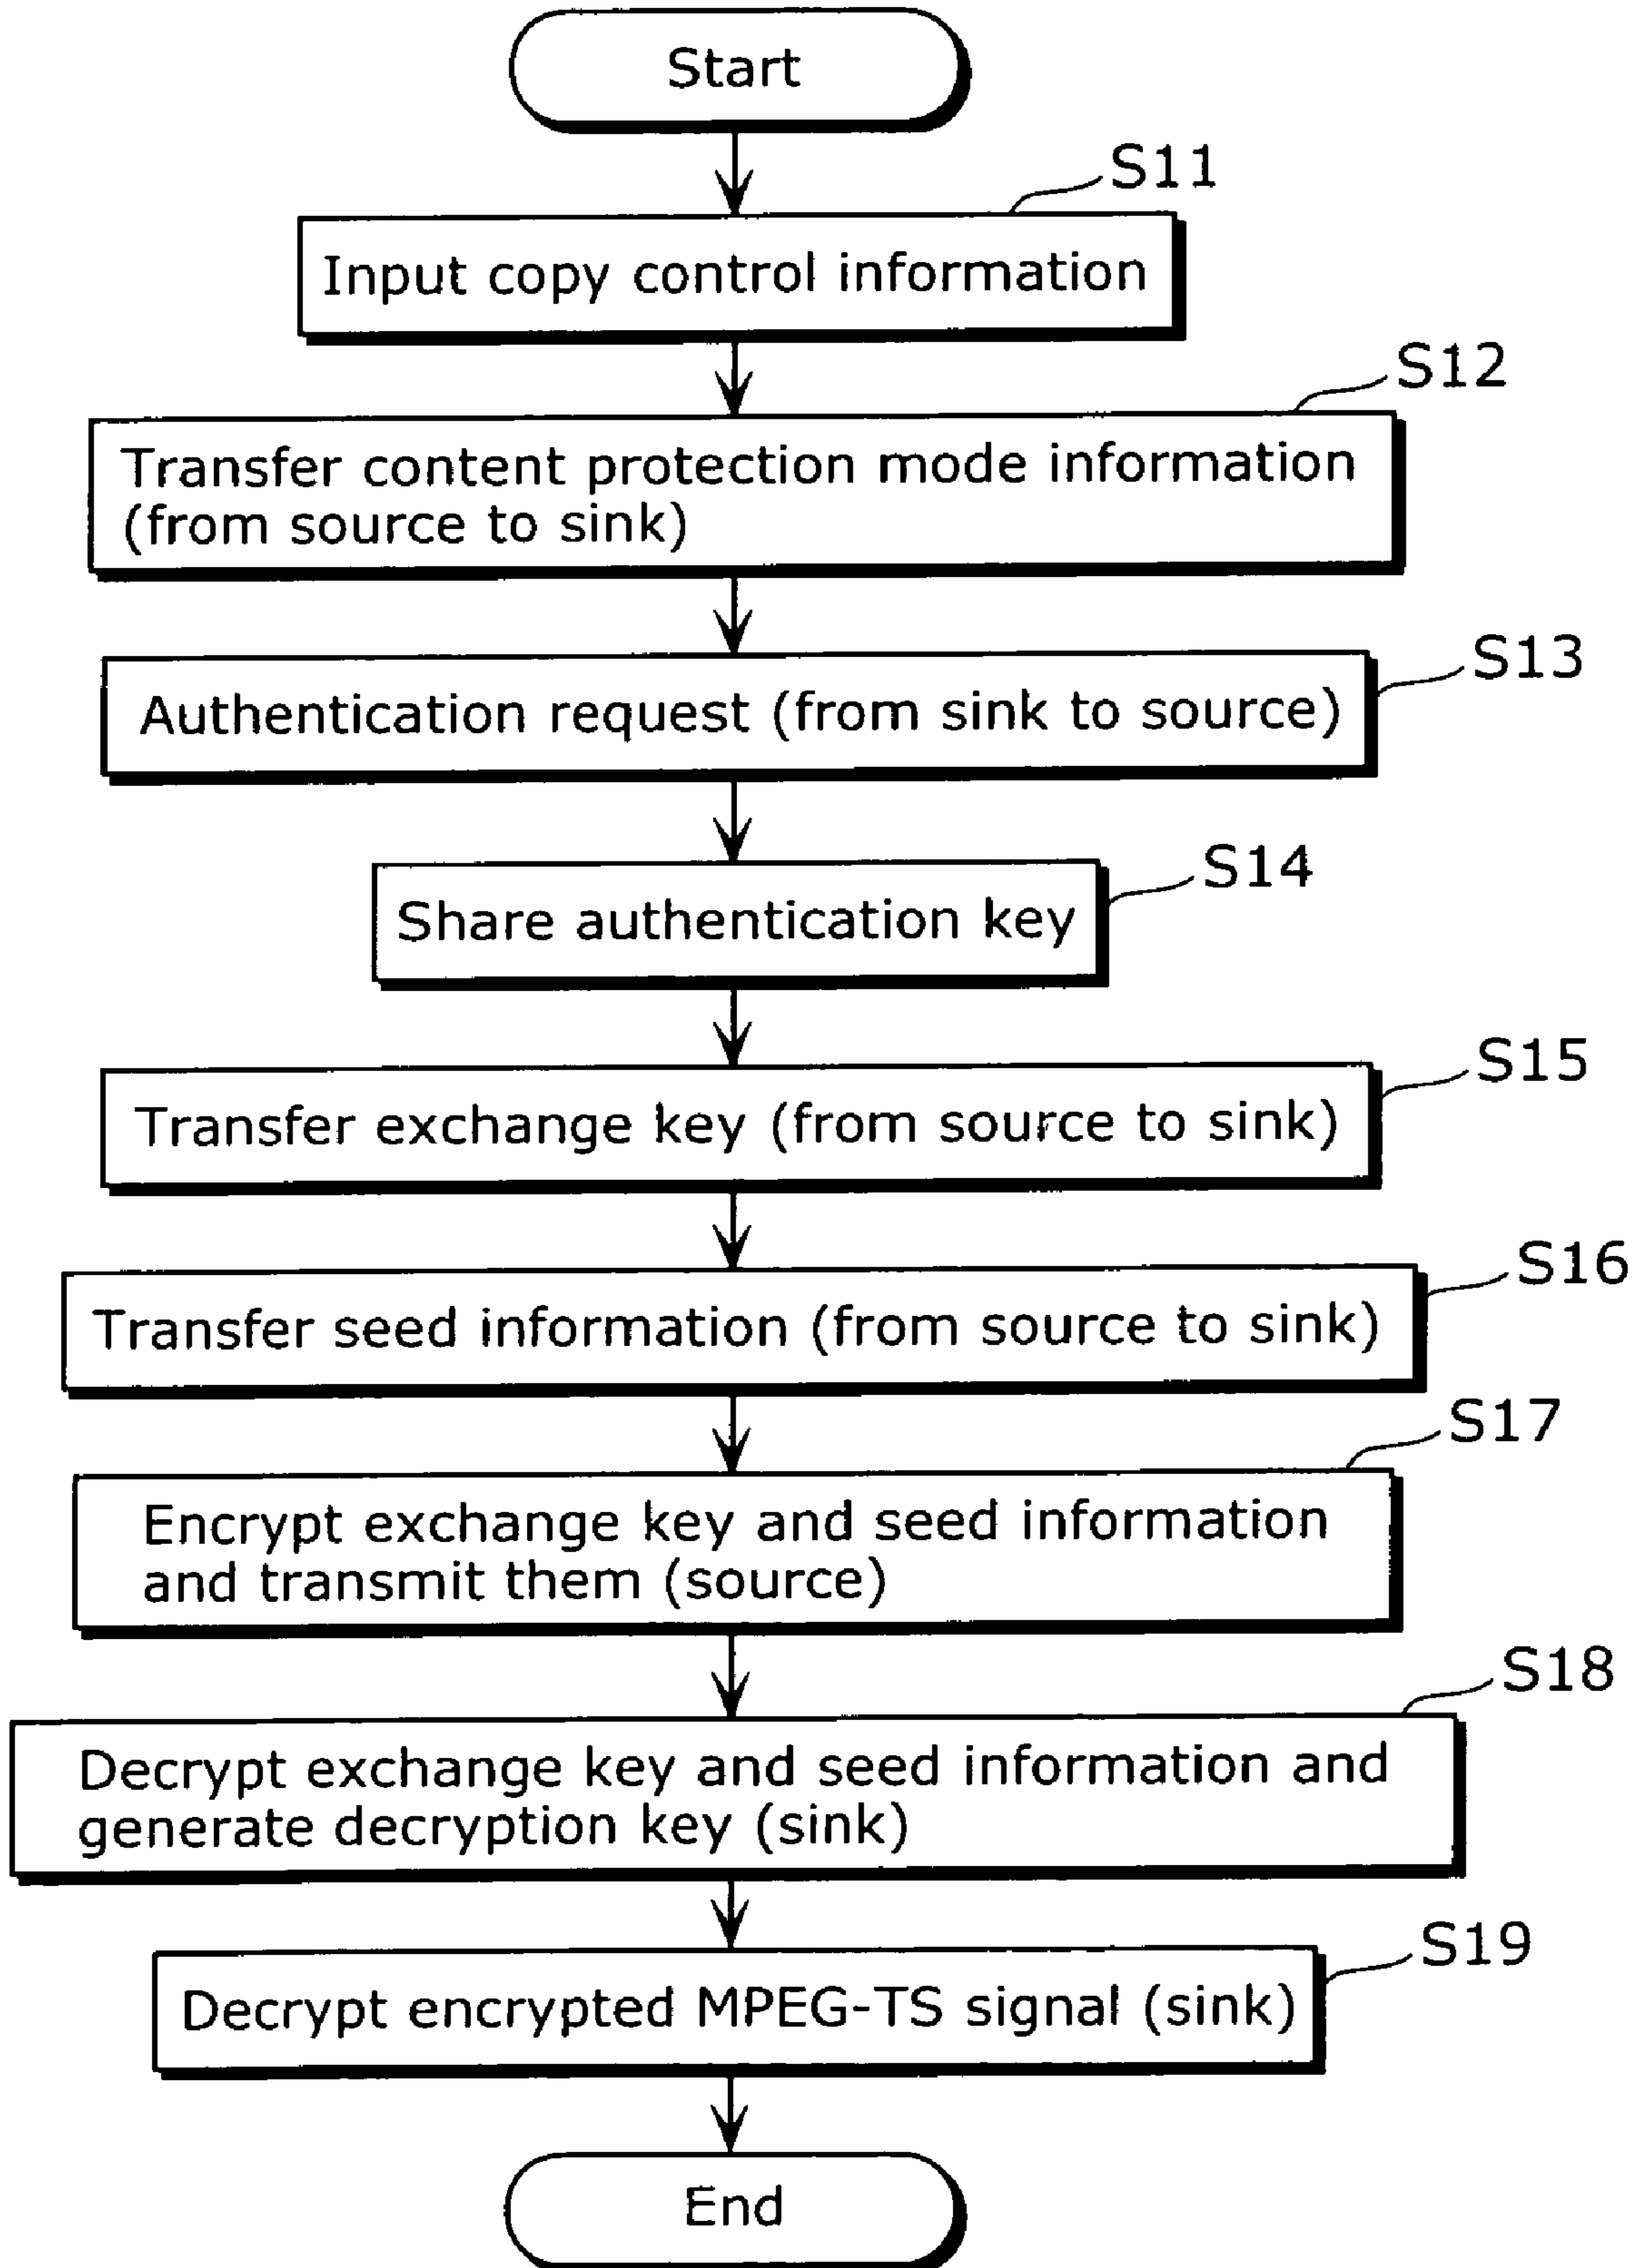 Start
S11
Input copy control information
S12
Transfer content protection mode information
(from source to sink)
S13
Authentication request (from sink to source)
S14
Share authentication key
S15
Transfer exchange key (from source to sink)
S16
Transfer seed information (from source to sink)
S17
Encrypt exchange key and seed information
and transmit them (source)
S18
Decrypt exchange key and seed information and
generate decryption key (sink)
S19
Decrypt encrypted MPEG-TS signal (sink)
End